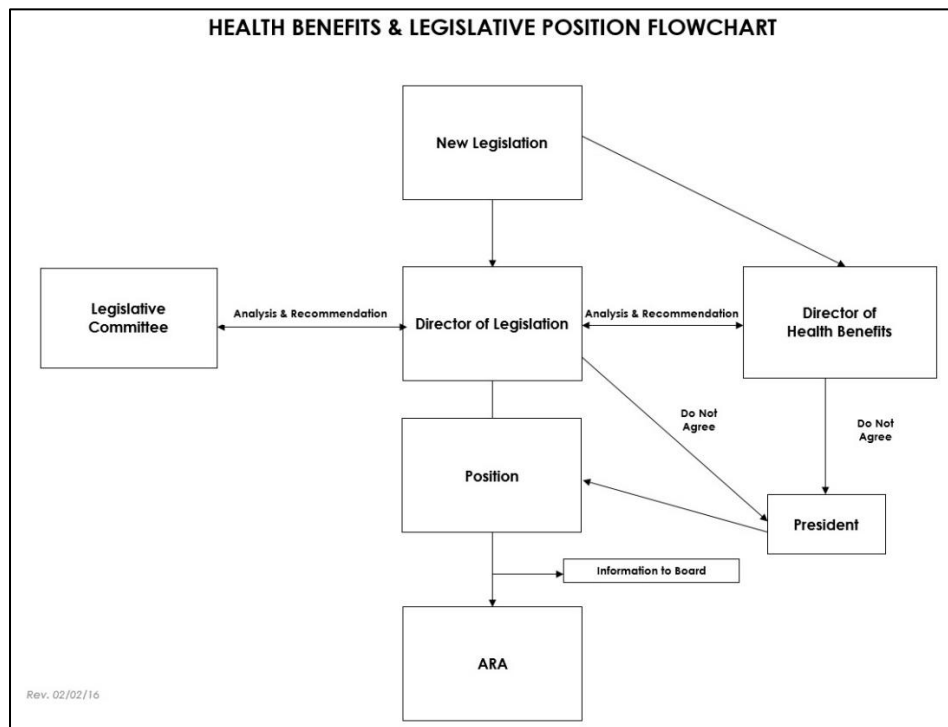 HEALTH BENEFITS & LEGISLATIVE POSITION FLOWCHART
New Legislation
Legislative
Committee
Analysis & Recommendation
Director of Legislation
Analysis & Recommendation
Director of
Health Benefits
Do Not
Agree
Do Not
Agree
Position
President
Information to Board
ARA
Rev. 02/02/16